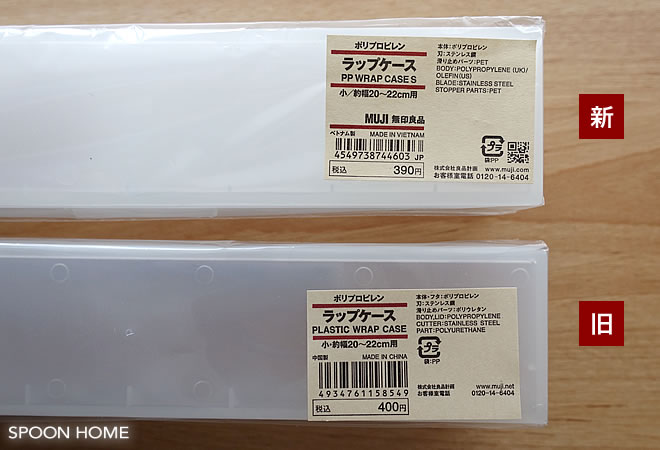 ポリプロピレン
ラップケース
PP WRAP CASE S
小／約幅20〜22cm用
MUJI 無印良品
ベトナム製 MADE IN VIETNAM
4549738744603 JP
税込 390円
本体：ポリプロピレン
刃：ステンレス鋼
滑り止めパーツ：PET
BODY:POLYPROPYLENE (UK)/
OLEFIN(US)
BLADE:STAINLESS STEEL
STOPPER PARTS:PET
プラ
袋:PP
株式会社良品計画 www.muji.com
お客様室電話 0120-14-6404
新
ポリプロピレン
ラップケース
PLASTIC WRAP CASE
小・約幅20〜22cm用
中国製 MADE IN CHINA
4934761158549
税込 400円
本体・フタ：ポリプロピレン
刃：ステンレス鋼
滑り止めパーツ：ポリウレタン
BODY,LID:POLYPROPYLENE
CUTTER:STAINLESS STEEL
PART:POLYURETHANE
プラ
袋:PP
株式会社良品計画 www.muji.net
お客様室電話 0120-14-6404
旧
SPOON HOME